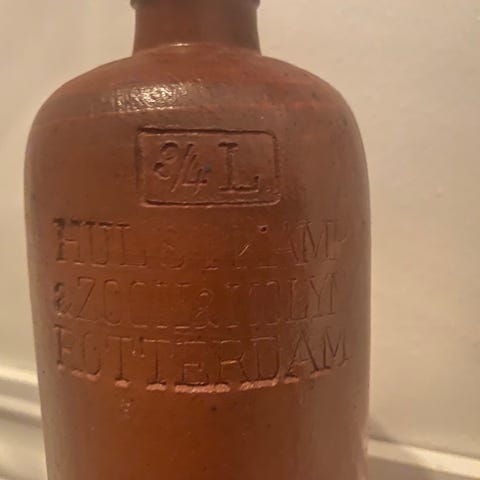 3/4 L
HULSTKAMP
& ZOON & MOLYN
ROTTERDAM